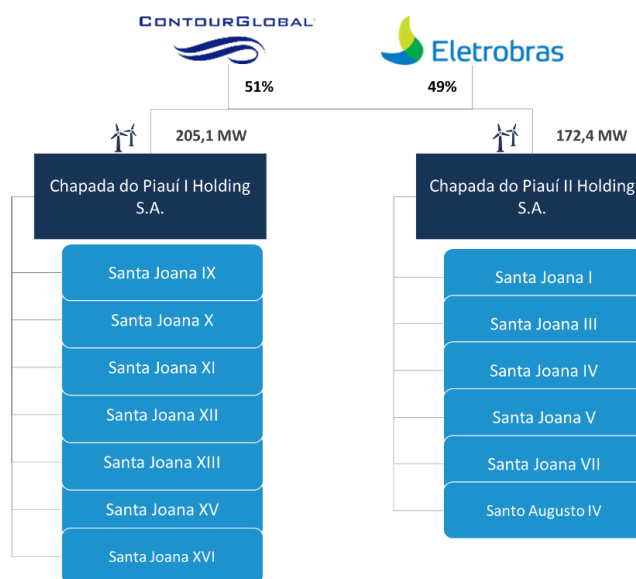 CONTOURGLOBAL®
Eletrobras
51%
49%
205,1 MW
172,4 MW
Chapada do Piauí I Holding
S.A.
Chapada do Piauí II Holding
S.A.
Santa Joana IX
Santa Joana X
Santa Joana XI
Santa Joana XII
Santa Joana XIII
Santa Joana XV
Santa Joana XVI
Santa Joana I
Santa Joana III
Santa Joana IV
Santa Joana V
Santa Joana VII
Santo Augusto IV